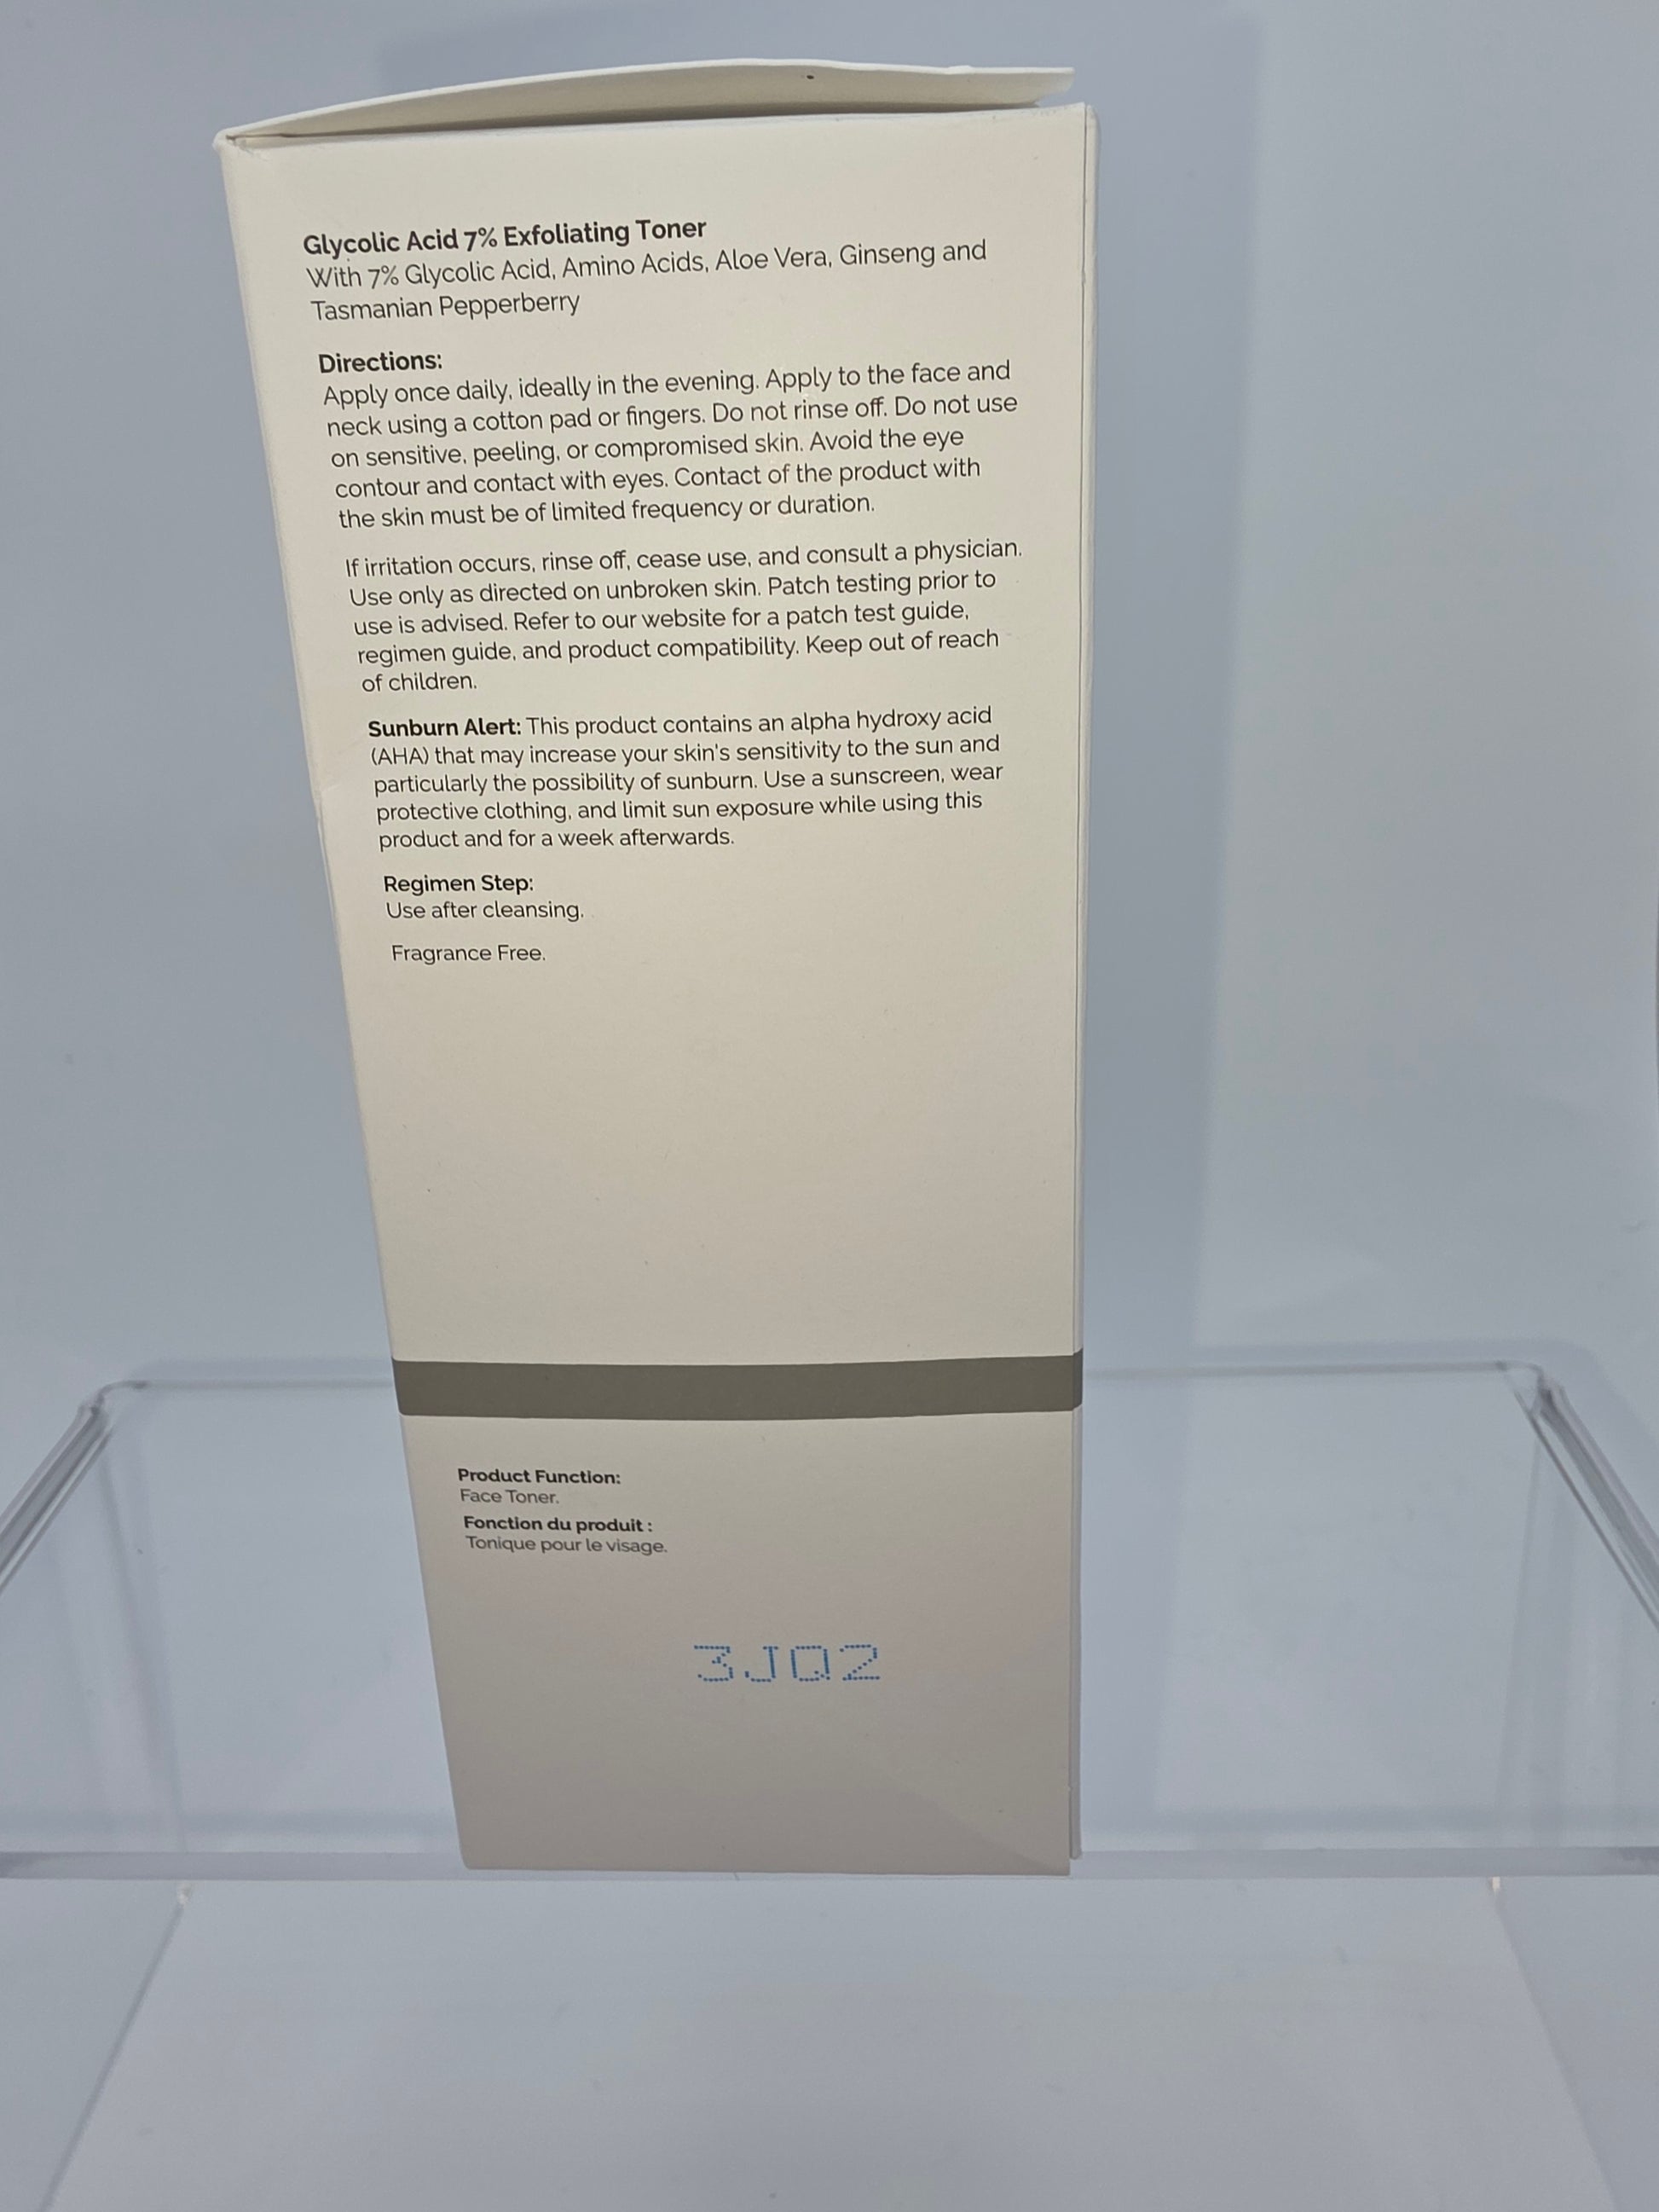 Glycolic Acid 7% Exfoliating Toner
With 7% Glycolic Acid, Amino Acids, Aloe Vera, Ginseng and
Tasmanian Pepperberry
Directions:
Apply once daily, ideally in the evening. Apply to the face and
neck using a cotton pad or fingers. Do not rinse off. Do not use
on sensitive, peeling, or compromised skin. Avoid the eye
contour and contact with eyes. Contact of the product with
the skin must be of limited frequency or duration.
If irritation occurs, rinse off, cease use, and consult a physician.
Use only as directed on unbroken skin. Patch testing prior to
use is advised. Refer to our website for a patch test guide,
regimen guide, and product compatibility. Keep out of reach
of children.
Sunburn Alert: This product contains an alpha hydroxy acid
(AHA) that may increase your skin's sensitivity to the sun and
particularly the possibility of sunburn. Use a sunscreen, wear
protective clothing, and limit sun exposure while using this
product and for a week afterwards.
Regimen Step:
Use after cleansing.
Fragrance Free.
Product Function:
Face Toner.
Fonction du produit :
Tonique pour le visage.
3JQ2